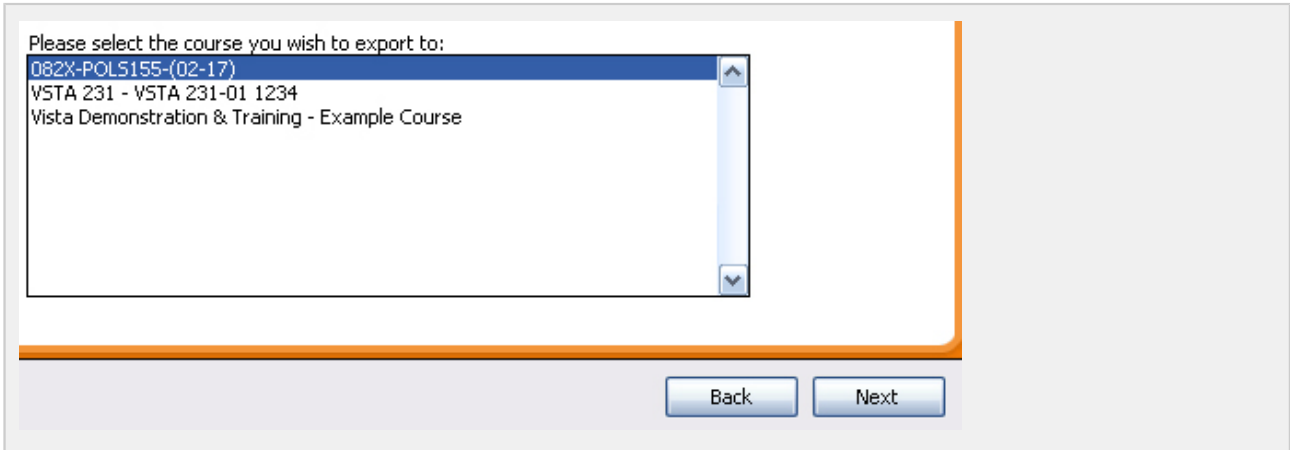 Please select the course you wish to export to:
082X-POLS155-(02-17)
VSTA 231 - VSTA 231-01 1234
Vista Demonstration & Training - Example Course
Back
Next